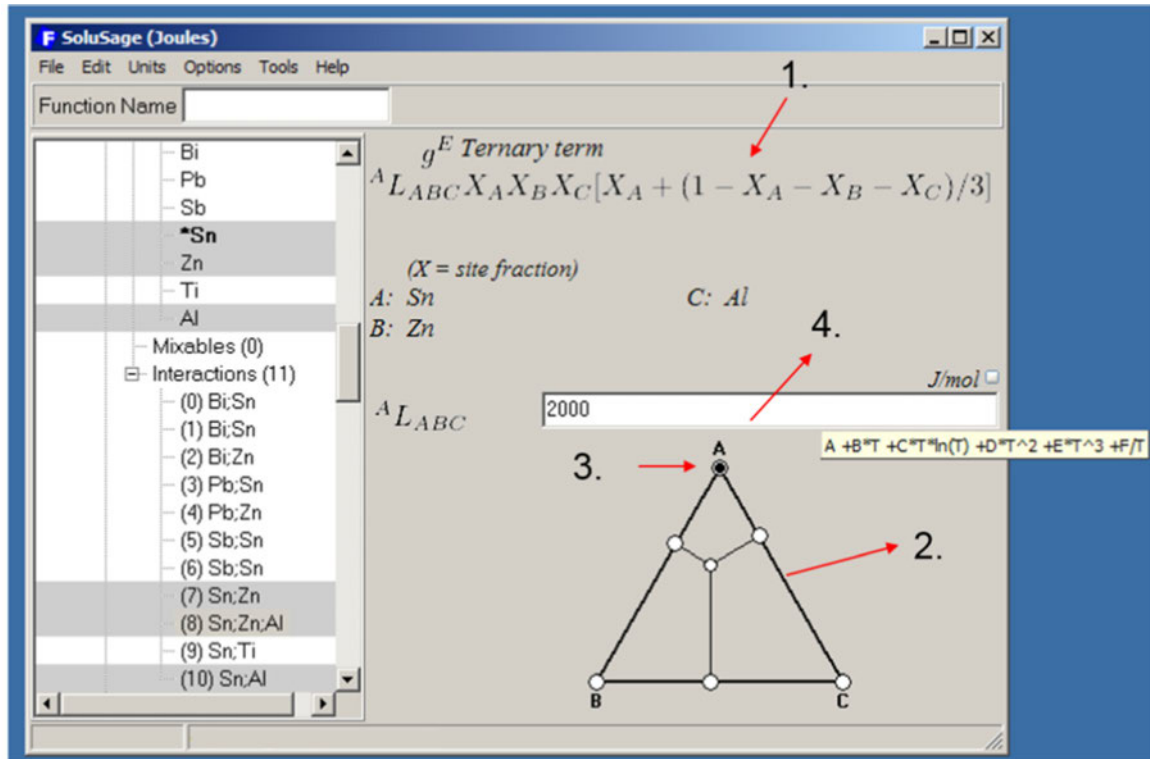 F SoluSage (Joules)
File Edit Units Options Tools Help
Function Name
1.
Bi
Pb
Sb
*Sn
Zn
Ti
Al
Mixables (0)
Interactions (11)
(0) Bi;Sn
(1) Bi;Sn
(2) Bi;Zn
(3) Pb;Sn
(4) Pb;Zn
(5) Sb;Sn
(6) Sb;Sn
(7) Sn;Zn
(8) Sn;Zn;Al
(9) Sn;Ti
(10) Sn;Al
g^E Ternary term
^A L_{ABC} X_A X_B X_C [X_A + (1 − X_A − X_B − X_C)/3]
(X = site fraction)
A: Sn C: Al
B: Zn
4.
J/mol
^A L_{ABC} 2000
A +B*T +C*T*ln(T) +D*T^2 +E*T^3 +F/T
A
3.
2.
B C